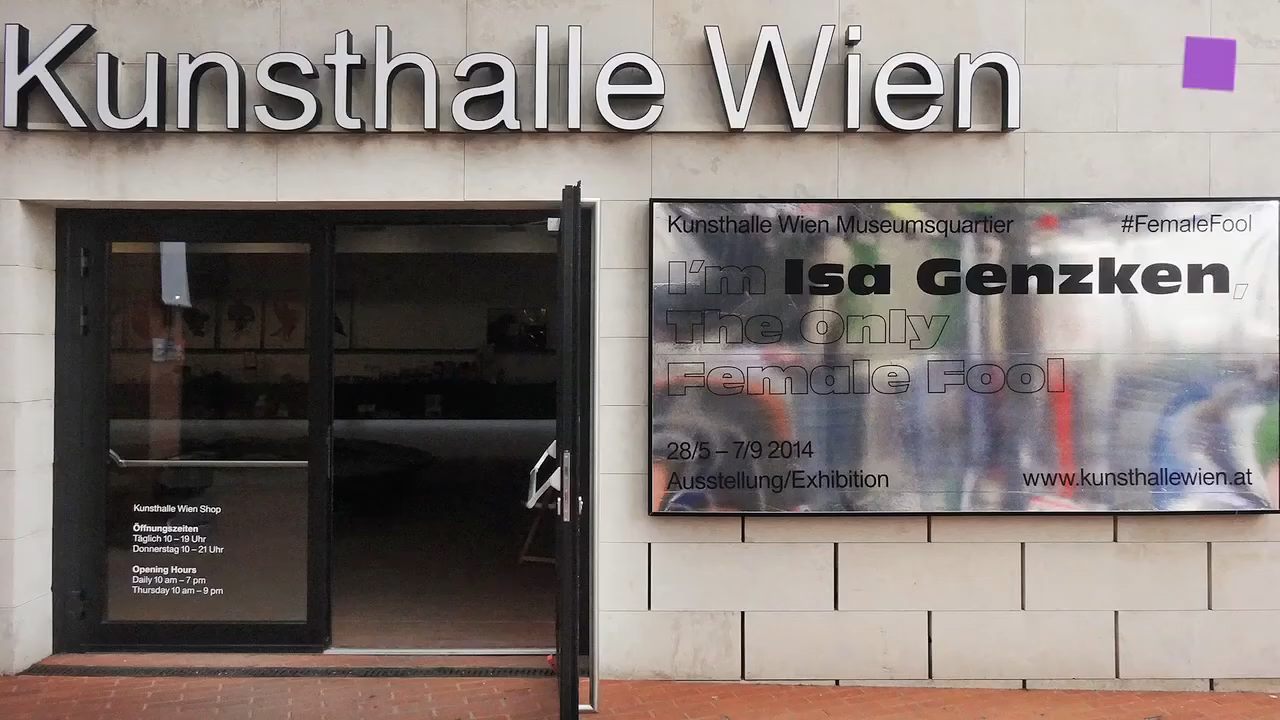 Kunsthalle Wien
Kunsthalle Wien Museumsquartier #FemaleFool
I'm Isa Genzken,
The Only
Female Fool
28/5 – 7/9 2014
Ausstellung/Exhibition www.kunsthallewien.at
Kunsthalle Wien Shop
Öffnungszeiten
Täglich 10 – 19 Uhr
Donnerstag 10 – 21 Uhr
Opening Hours
Daily 10 am – 7 pm
Thursday 10 am – 9 pm